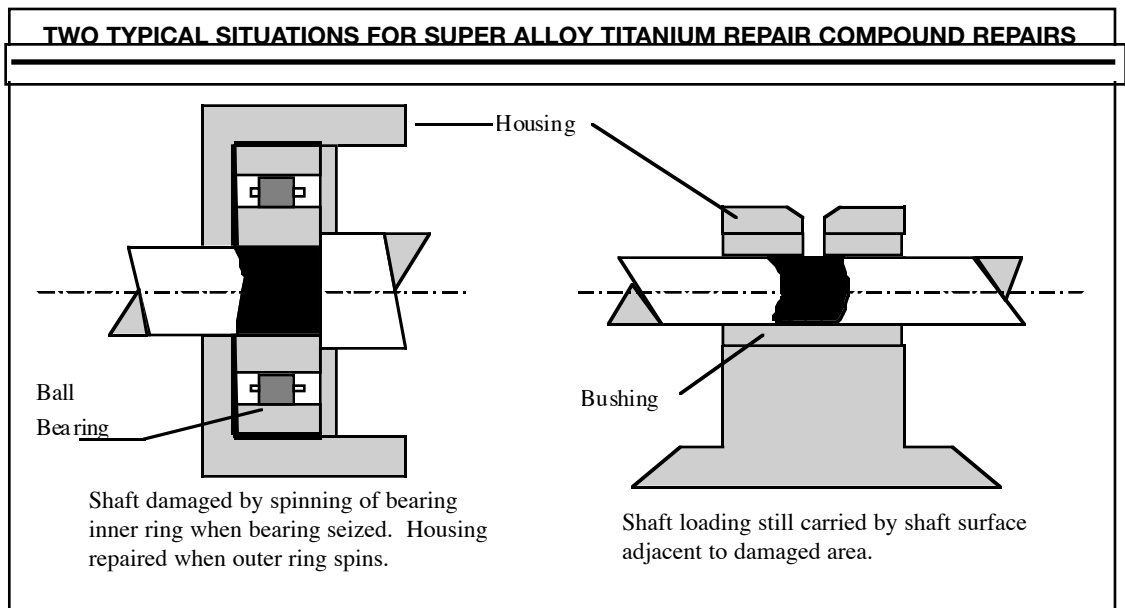 TWO TYPICAL SITUATIONS FOR SUPER ALLOY TITANIUM REPAIR COMPOUND REPAIRS
Housing
Ball
Bearing
Bushing
Shaft damaged by spinning of bearing
inner ring when bearing seized. Housing
repaired when outer ring spins.
Shaft loading still carried by shaft surface
adjacent to damaged area.